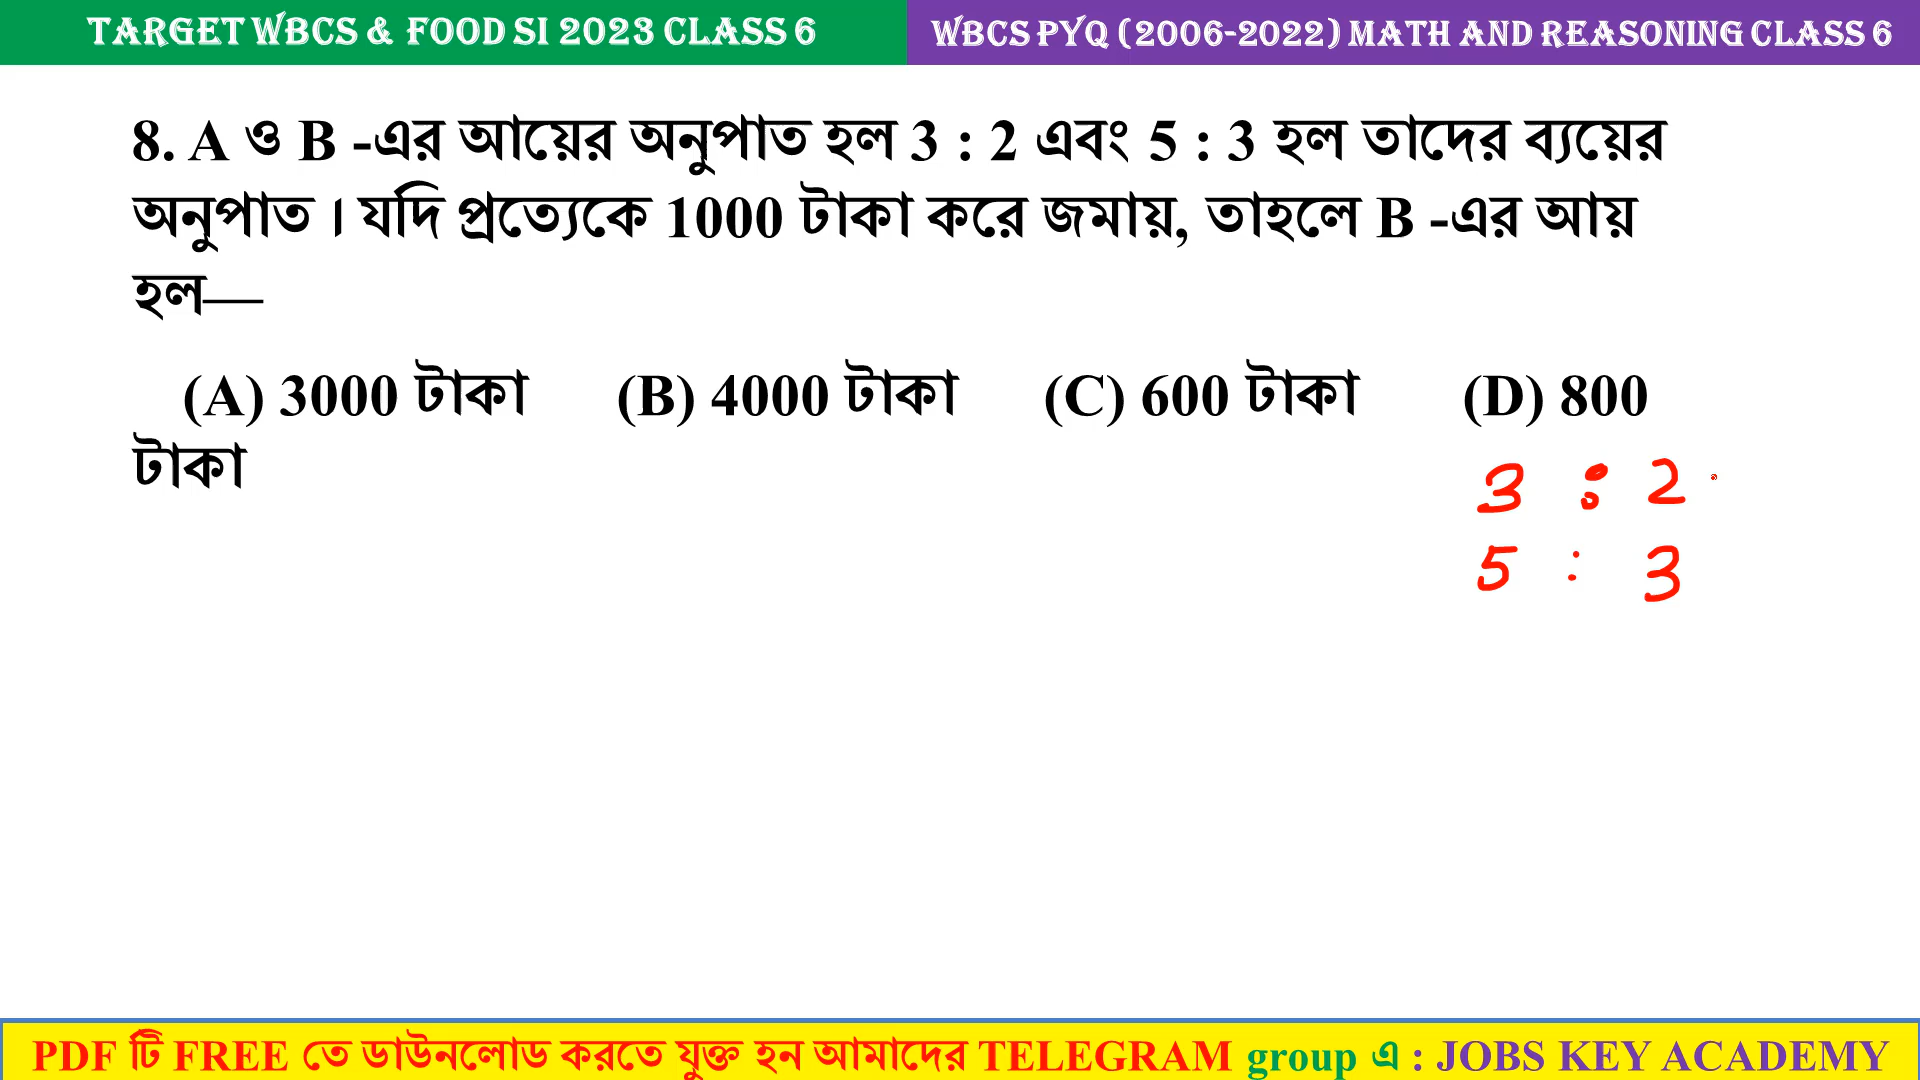 TARGET WBCS & FOOD SI 2023 CLASS 6
WBCS PYQ (2006-2022) MATH AND REASONING CLASS 6
8. A ও B -এর আয়ের অনুপাত হল 3 : 2 এবং 5 : 3 হল তাদের ব্যয়ের
অনুপাত । যদি প্রত্যেকে 1000 টাকা করে জমায়, তাহলে B -এর আয়
হল—
(A) 3000 টাকা (B) 4000 টাকা (C) 600 টাকা (D) 800
টাকা
3 : 2
5 : 3
PDF টি FREE তে ডাউনলোড করতে যুক্ত হন আমাদের TELEGRAM group এ : JOBS KEY ACADEMY